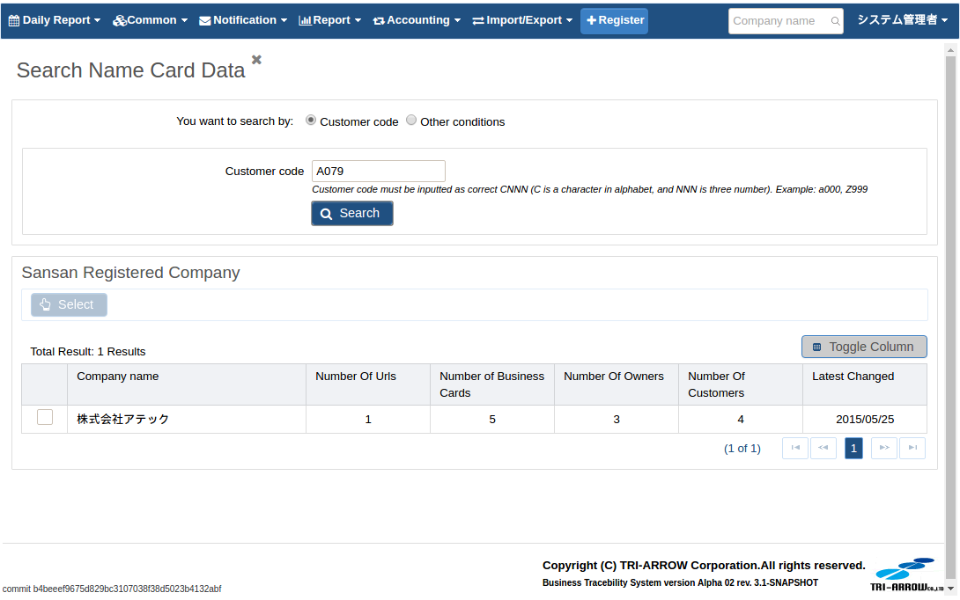 Daily Report Common Notification Report Accounting Import/Export Register Company name システム管理者
Search Name Card Data
You want to search by: Customer code Other conditions
Customer code A079
Customer code must be inputted as correct CNNN (C is a character in alphabet, and NNN is three number). Example: a000, Z999
Search
Sansan Registered Company
Select
Total Result: 1 Results Toggle Column
Company name Number Of Urls Number of Business Number Of Owners Number Of Latest Changed
Cards Customers
株式会社アテック 1 5 3 4 2015/05/25
(1 of 1) 1
Copyright (C) TRI-ARROW Corporation.All rights reserved.
Business Tracebility System version Alpha 02 rev. 3.1-SNAPSHOT
TRI-ARROW CO.,LTD
commit b4beeef9675d829bc3107038f38d5023b4132abf